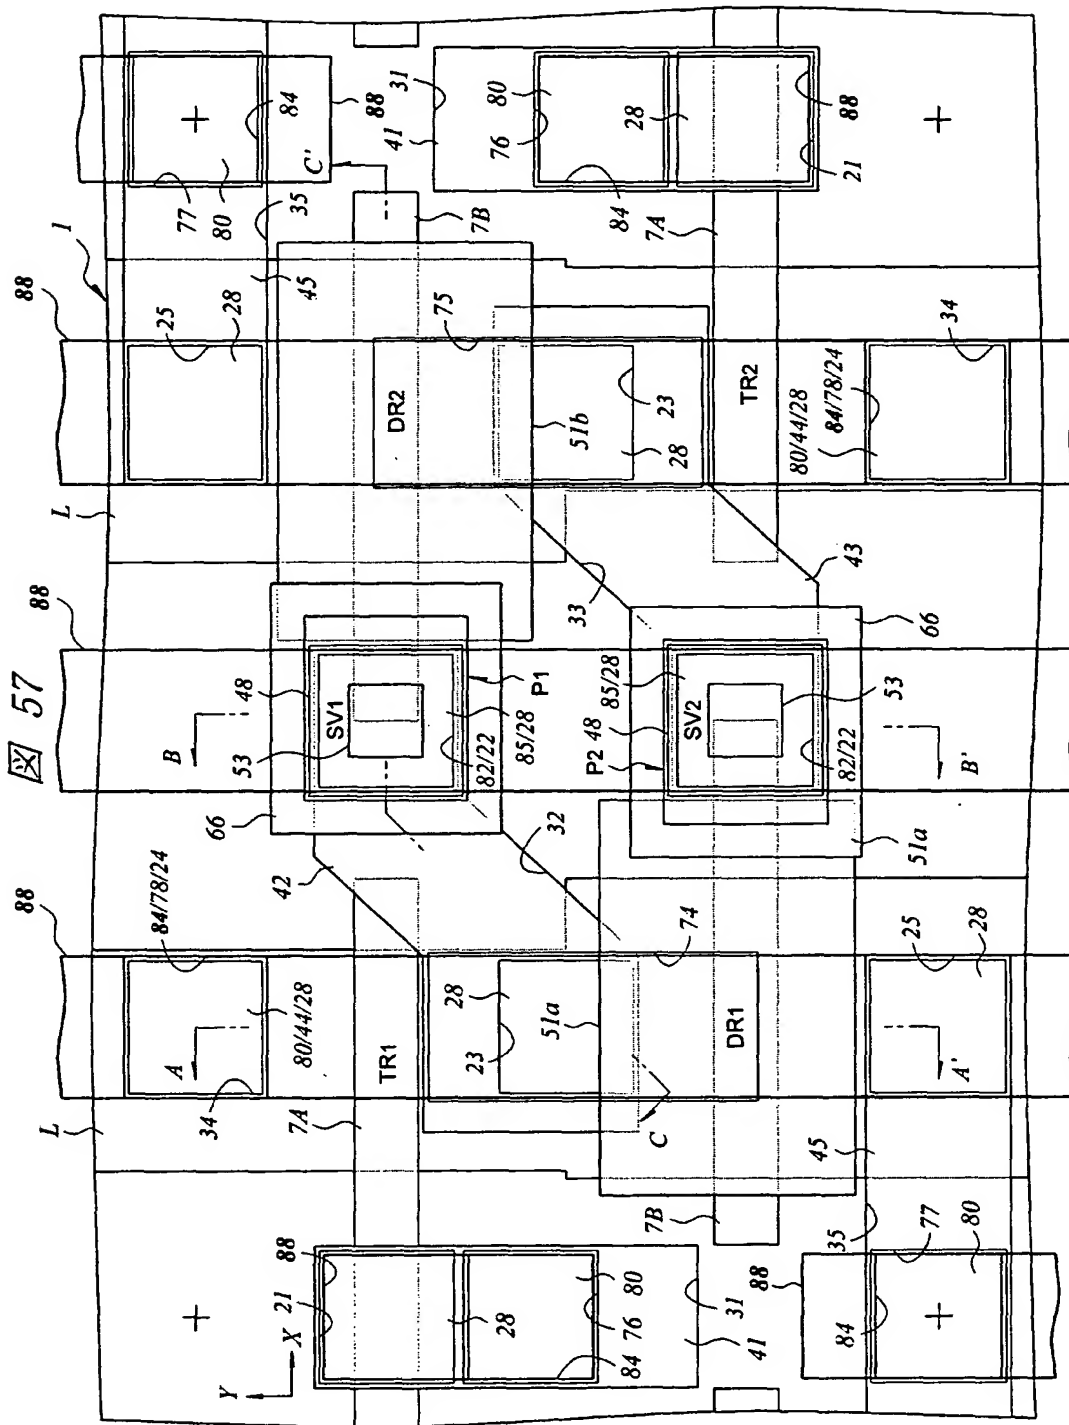 図 57
88
88
88
1
L
L
B
A
48
SV1
53
P1
85/28
82/22
66
42
32
84/78/24
80/44/28
34
7A
TR1
25
28
45
DR2
75
51b
23
28
77
80
84
35
88
C'
7B
41
31
76
80
84
28
88
21
7A
TR2
34
84/78/24
80/44/28
33
43
66
85/28
SV2
48
P2
53
82/22
B'
51a
74
28
23
51a
DR1
C
25
28
A'
45
7B
35
77
80
84
88
88
21
28
80
76
84
31
41
X
Y